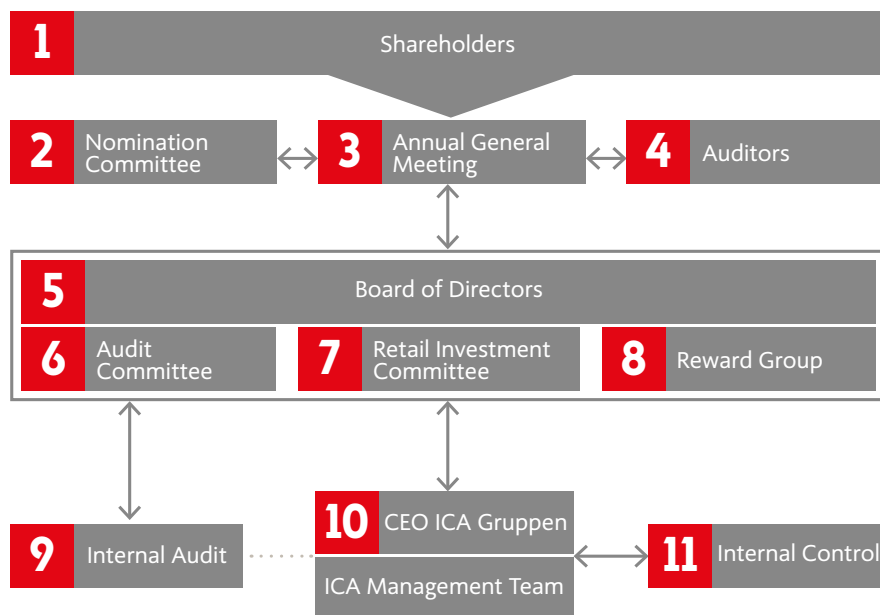 1
Shareholders
2
Nomination
Committee
3
Annual General
Meeting
4
Auditors
5
Board of Directors
6
Audit
Committee
7
Retail Investment
Committee
8
Reward Group
9
Internal Audit
10
CEO ICA Gruppen
ICA Management Team
11
Internal Control